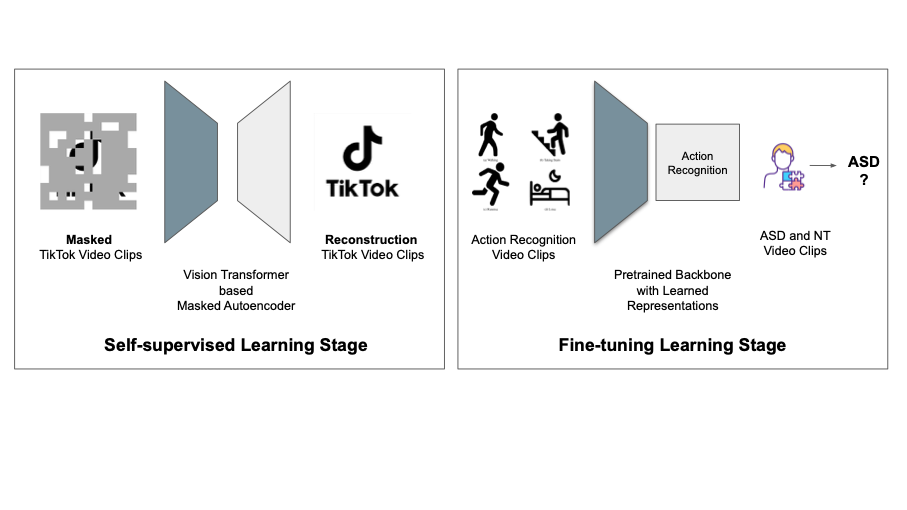 TikTok
Masked
TikTok Video Clips
Vision Transformer
based
Masked Autoencoder
Reconstruction
TikTok Video Clips
Self-supervised Learning Stage
Action Recognition
Video Clips
Action
Recognition
Pretrained Backbone
with Learned
Representations
ASD and NT
Video Clips
ASD
?
Fine-tuning Learning Stage